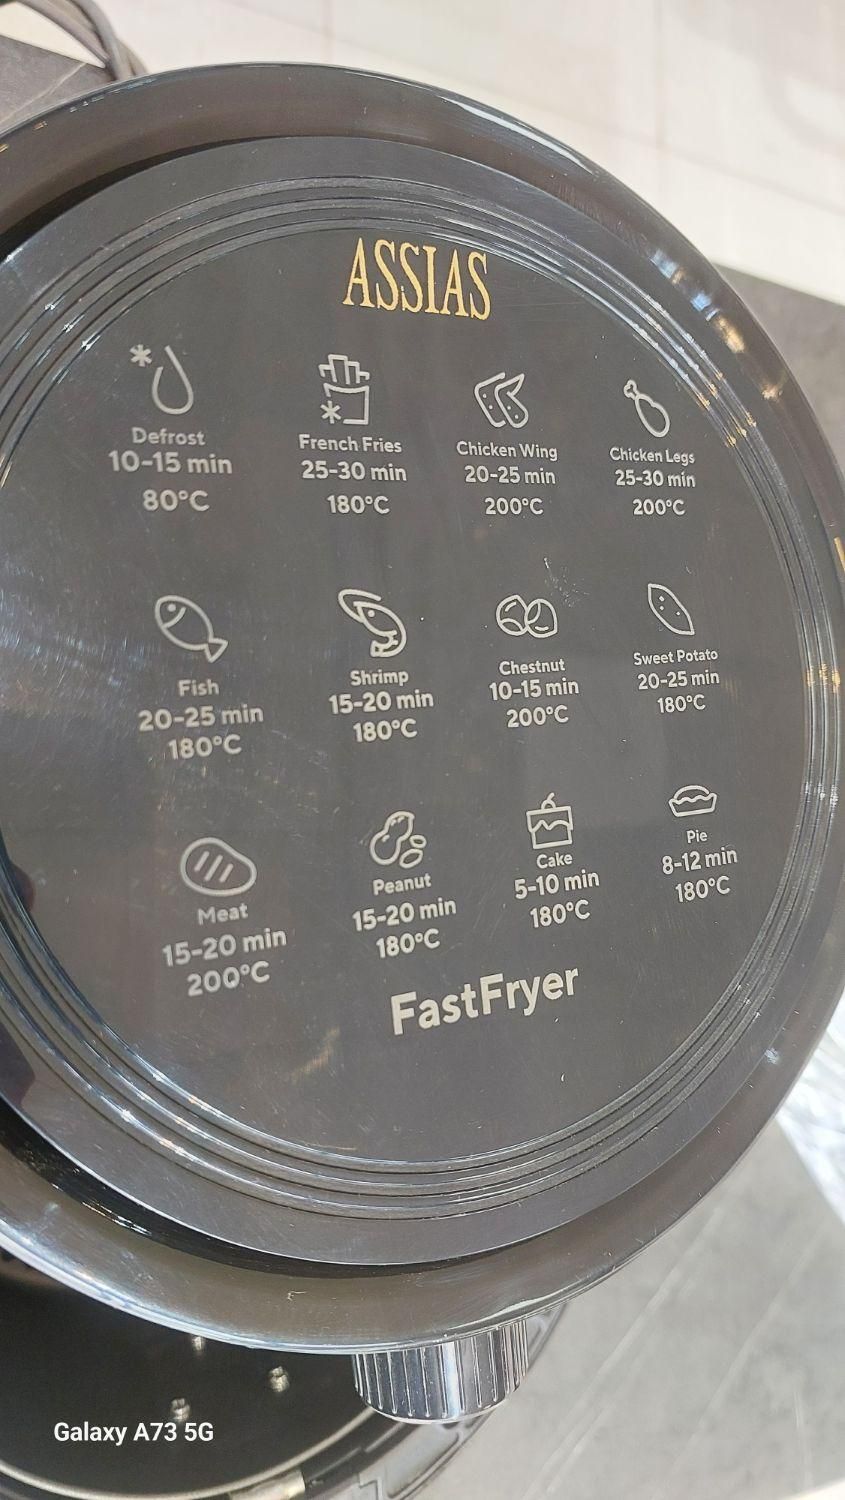 ASSIAS
Defrost
10-15 min
80°C
French Fries
25-30 min
180°C
Chicken Wing
20-25 min
200°C
Chicken Legs
25-30 min
200°C
Fish
20-25 min
180°C
Shrimp
15-20 min
180°C
Chestnut
10-15 min
200°C
Sweet Potato
20-25 min
180°C
Meat
15-20 min
200°C
Peanut
15-20 min
180°C
Cake
5-10 min
180°C
Pie
8-12 min
180°C
FastFryer
Galaxy A73 5G